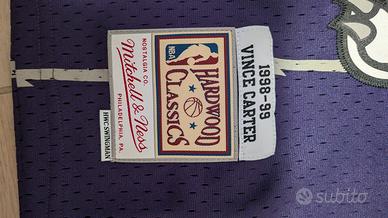 NOSTALGIA CO.
Mitchell & Ness
PHILADELPHIA, PA.
HWC SWINGMAN
NBA
HARDWOOD
CLASSICS
1998-99
VINCE CARTER
subito